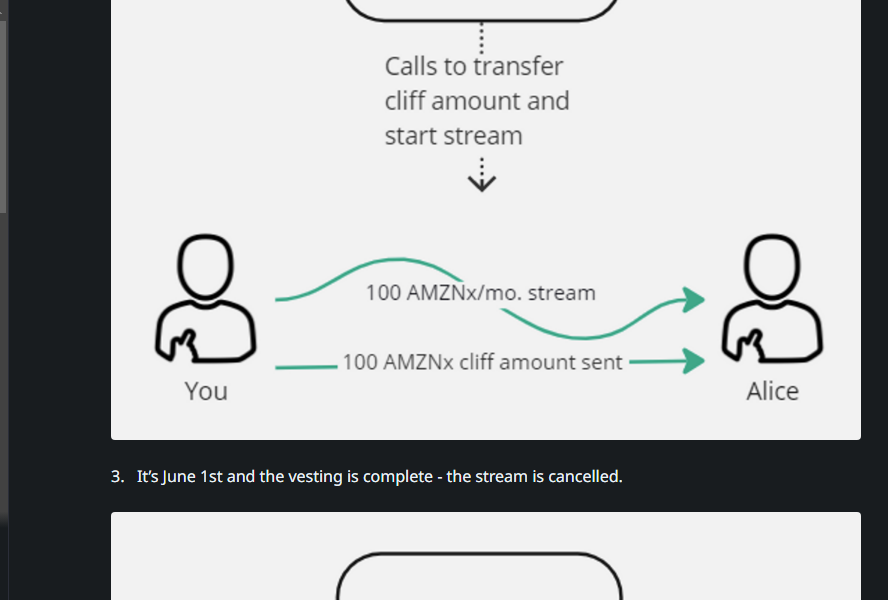 Calls to transfer
cliff amount and
start stream
100 AMZNx/mo. stream
100 AMZNx cliff amount sent
You
Alice
3. It's June 1st and the vesting is complete - the stream is cancelled.